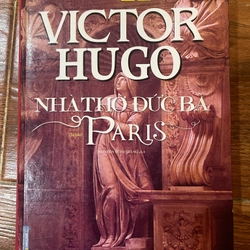 VICTOR
HUGO
NHÀ THỜ ĐỨC BÀ
PARIS